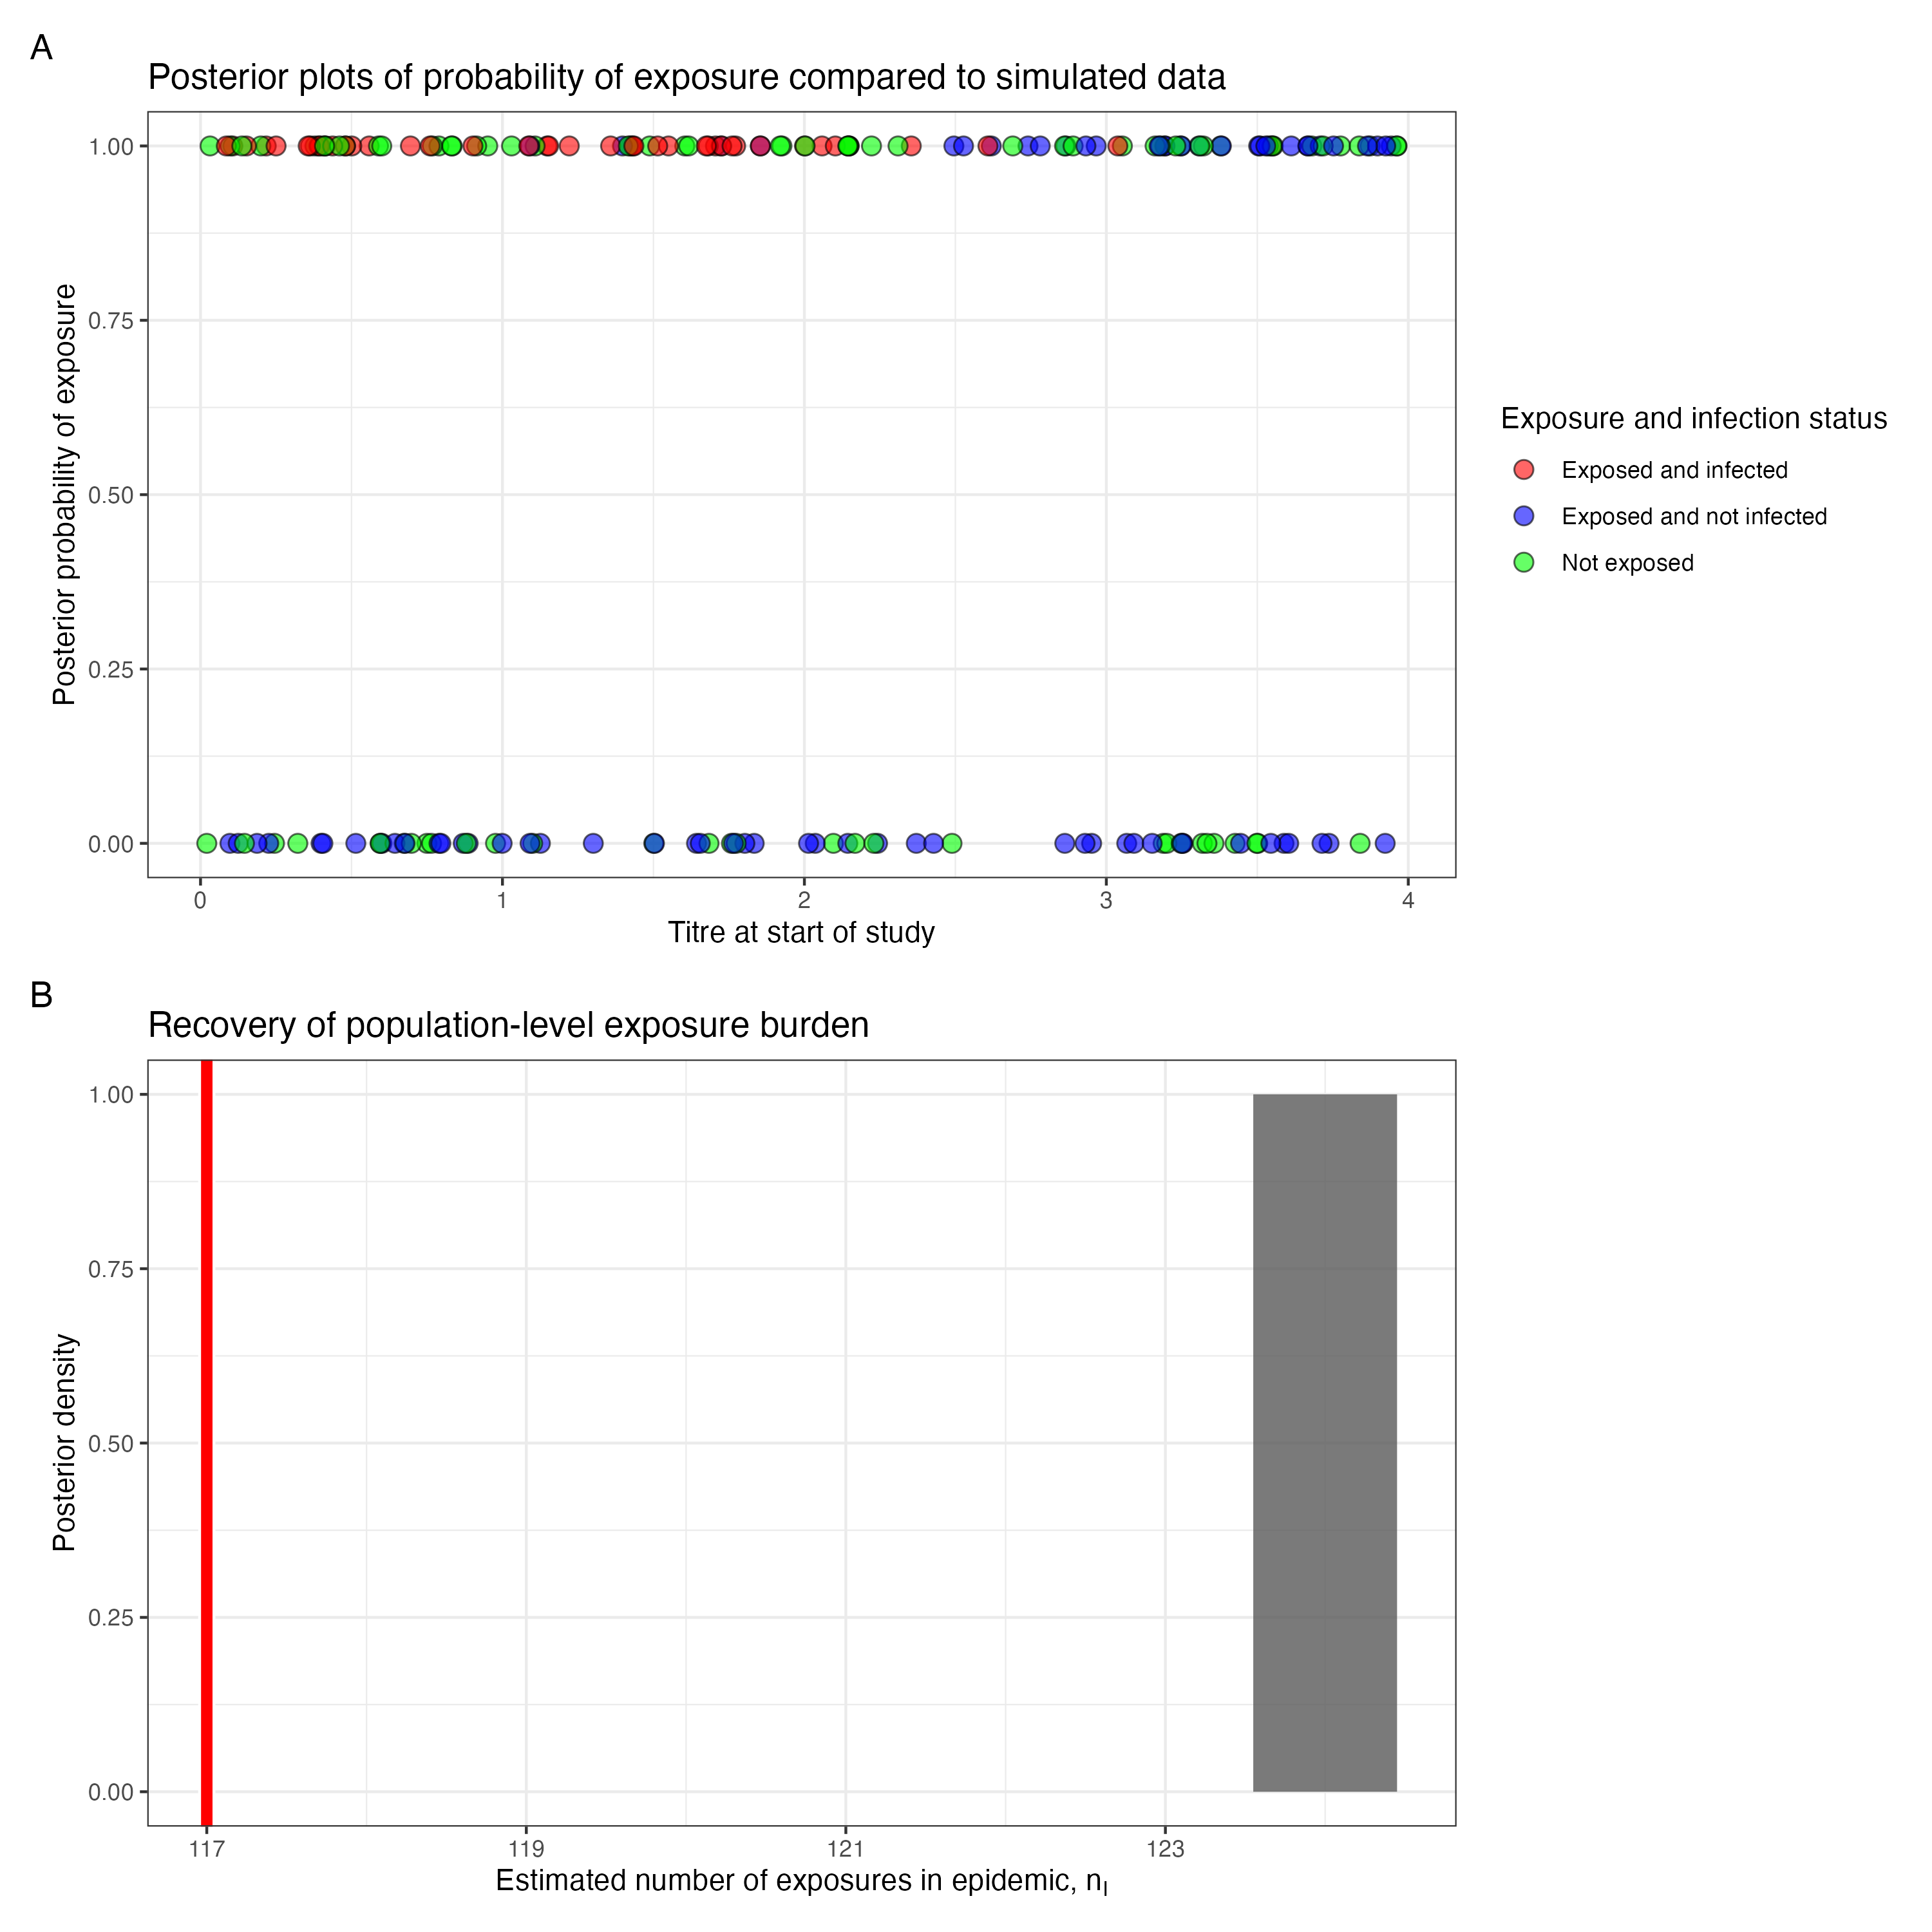 A
Posterior plots of probability of exposure compared to simulated data
Posterior probability of exposure
1.00
0.75
0.50
0.25
0.00
0 1 2 3 4
Titre at start of study
Exposure and infection status
Exposed and infected
Exposed and not infected
Not exposed
B
Recovery of population-level exposure burden
Posterior density
1.00
0.75
0.50
0.25
0.00
117 119 121 123
Estimated number of exposures in epidemic, nI